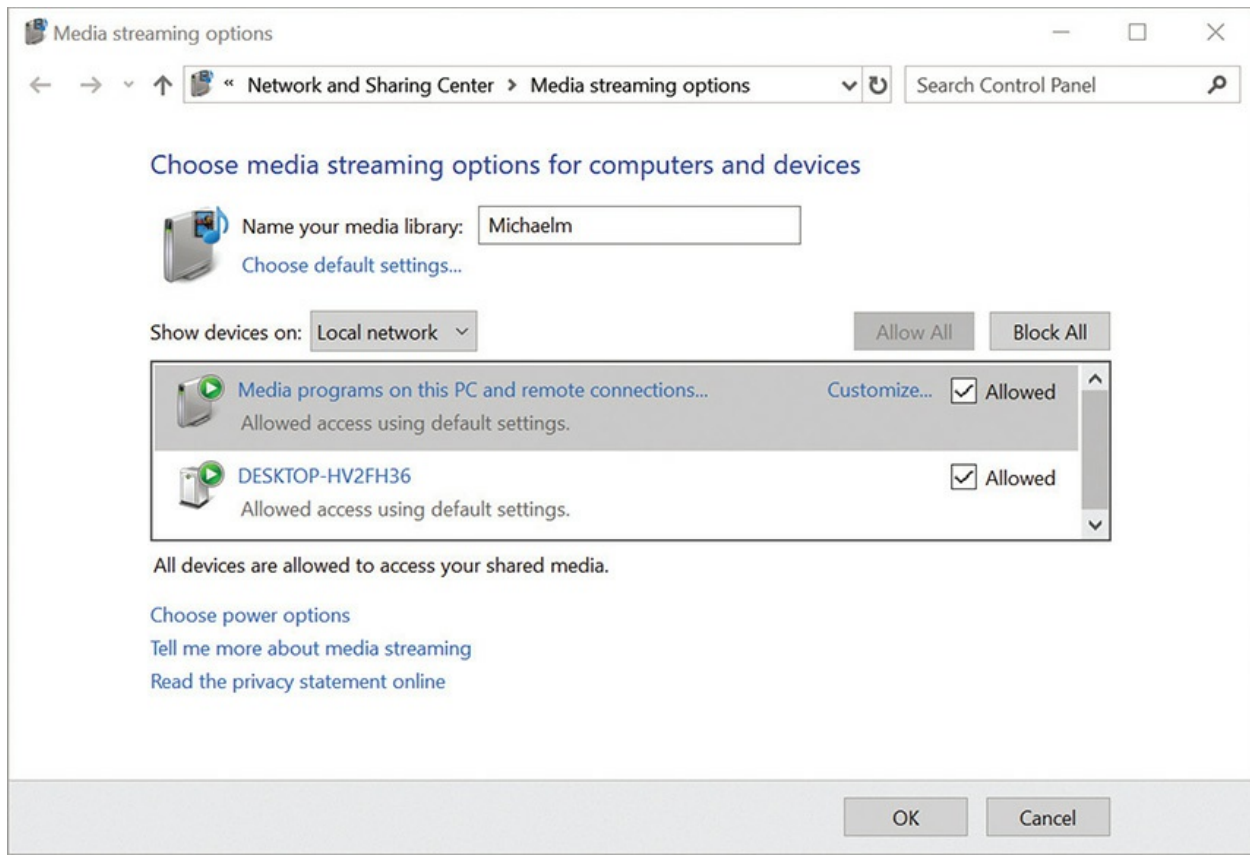 Media streaming options
« Network and Sharing Center > Media streaming options
Search Control Panel
Choose media streaming options for computers and devices
Name your media library: Michaelm
Choose default settings...
Show devices on: Local network
Allow All
Block All
Media programs on this PC and remote connections...
Customize...
Allowed
Allowed access using default settings.
DESKTOP-HV2FH36
Allowed
Allowed access using default settings.
All devices are allowed to access your shared media.
Choose power options
Tell me more about media streaming
Read the privacy statement online
OK
Cancel